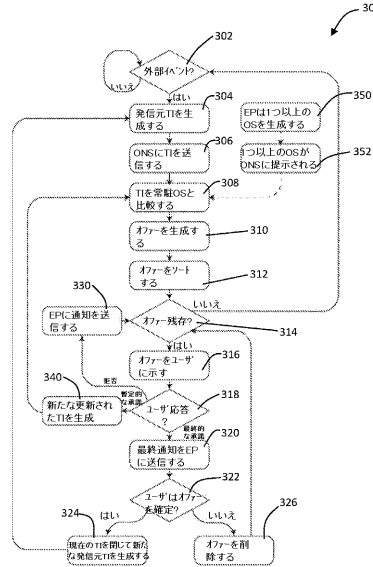 30
302
外部イベント?
いいえ
はい
304
発信元TIを生
成する
350
EPは1つ以上の
OSを生成する
306
ONSにTIを送
信する
352
1つ以上のOSが
ONSに提示される
308
TIを常駐OSと
比較する
310
オファーを生成す
る
312
オファーをソート
する
330
EPに通知を送
信する
いいえ
314
オファー残存?
はい
316
オファーをユーザ
に示す
340
新たな更新され
たTIを生成
拒否
暫定的
な承諾
318
ユーザ応答
?
最終的
な承諾
320
最終通知をEP
に送信する
322
ユーザはオファー
を確定?
はい
いいえ
324
現在のTIを閉じて新た
な発信元TIを生成する
326
オファーを削
除する